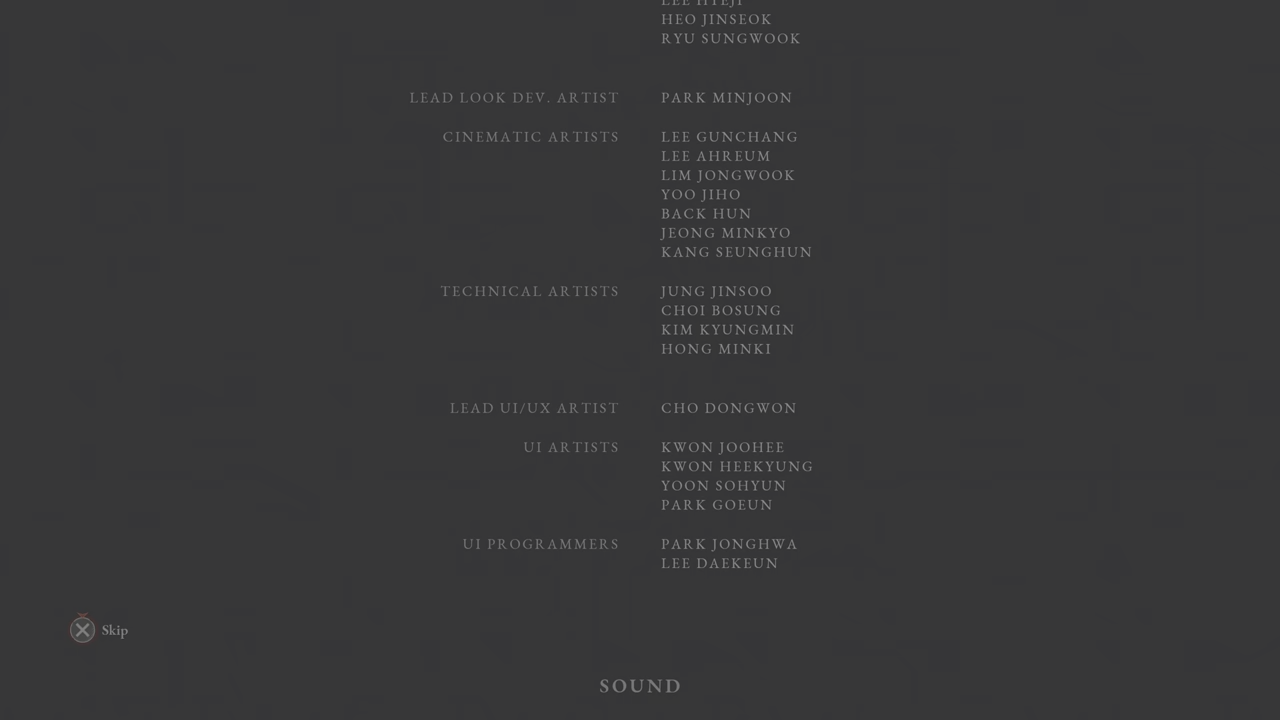 LEE HYEJI
HEO JINSEOK
RYU SUNGWOOK
LEAD LOOK DEV. ARTIST PARK MINJOON
CINEMATIC ARTISTS LEE GUNCHANG
LEE AHREUM
LIM JONGWOOK
YOO JIHO
BACK HUN
JEONG MINKYO
KANG SEUNGHUN
TECHNICAL ARTISTS JUNG JINSOO
CHOI BOSUNG
KIM KYUNGMIN
HONG MINKI
LEAD UI/UX ARTIST CHO DONGWON
UI ARTISTS KWON JOOHEE
KWON HEEKYUNG
YOON SOHYUN
PARK GOEUN
UI PROGRAMMERS PARK JONGHWA
LEE DAEKEUN
Skip
SOUND